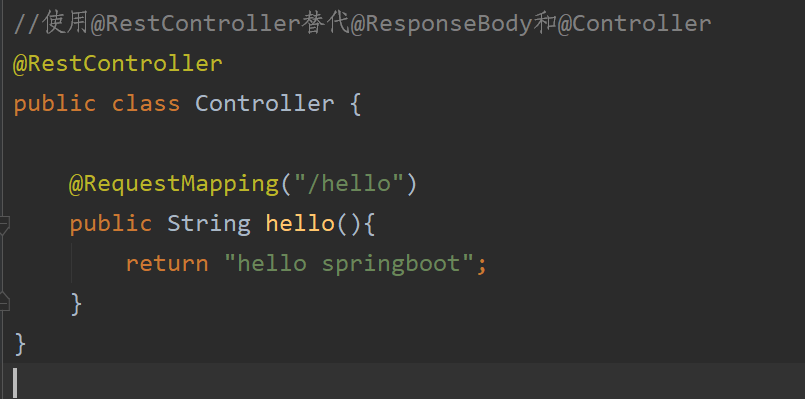 //使用@RestController替代@ResponseBody和@Controller
@RestController
public class Controller {
@RequestMapping("/hello")
public String hello(){
return "hello springboot";
}
}